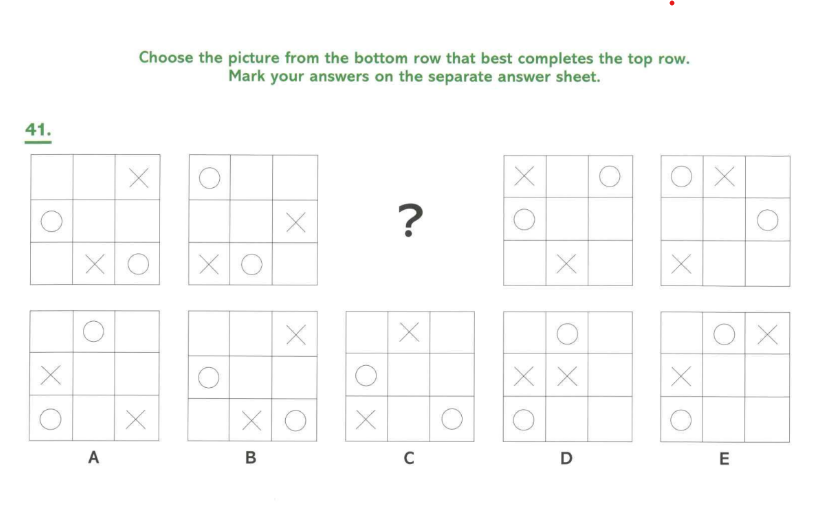 Choose the picture from the bottom row that best completes the top row.
Mark your answers on the separate answer sheet.
41.
?
A B C D E